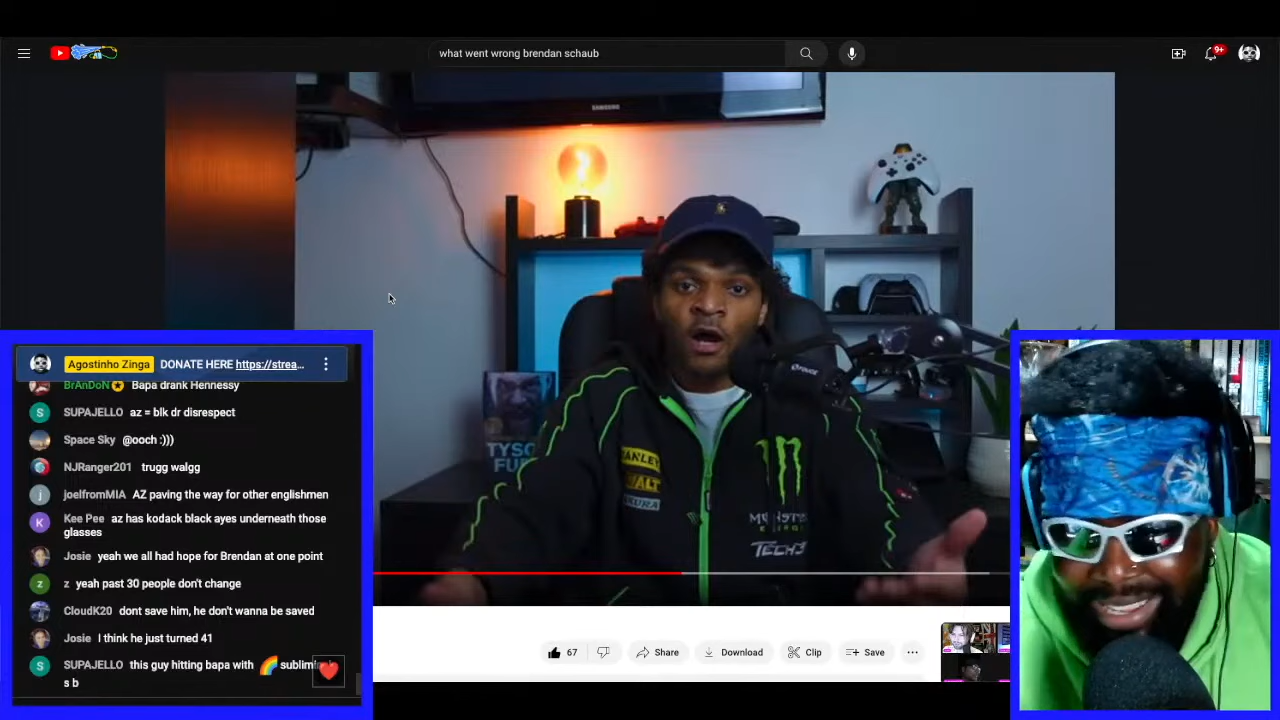 what went wrong brendan schaub
9+
SAMSUNG
TYSON
FURY
STANLEY
MONSTER
ENERGY
TECH3
Agostinho Zinga DONATE HERE https://strea...
BrAnDoN Bapa drank Hennessy
SUPAJELLO az = blk dr disrespect
Space Sky @ooch :)))
NJRanger201 trugg walgg
joelfromMIA AZ paving the way for other englishmen
Kee Pee az has kodack black ayes underneath those
glasses
Josie yeah we all had hope for Brendan at one point
z yeah past 30 people don't change
CloudK20 dont save him, he don't wanna be saved
Josie I think he just turned 41
SUPAJELLO this guy hitting bapa with 🌈 sublimi
s b
67
Share
Download
Clip
Save